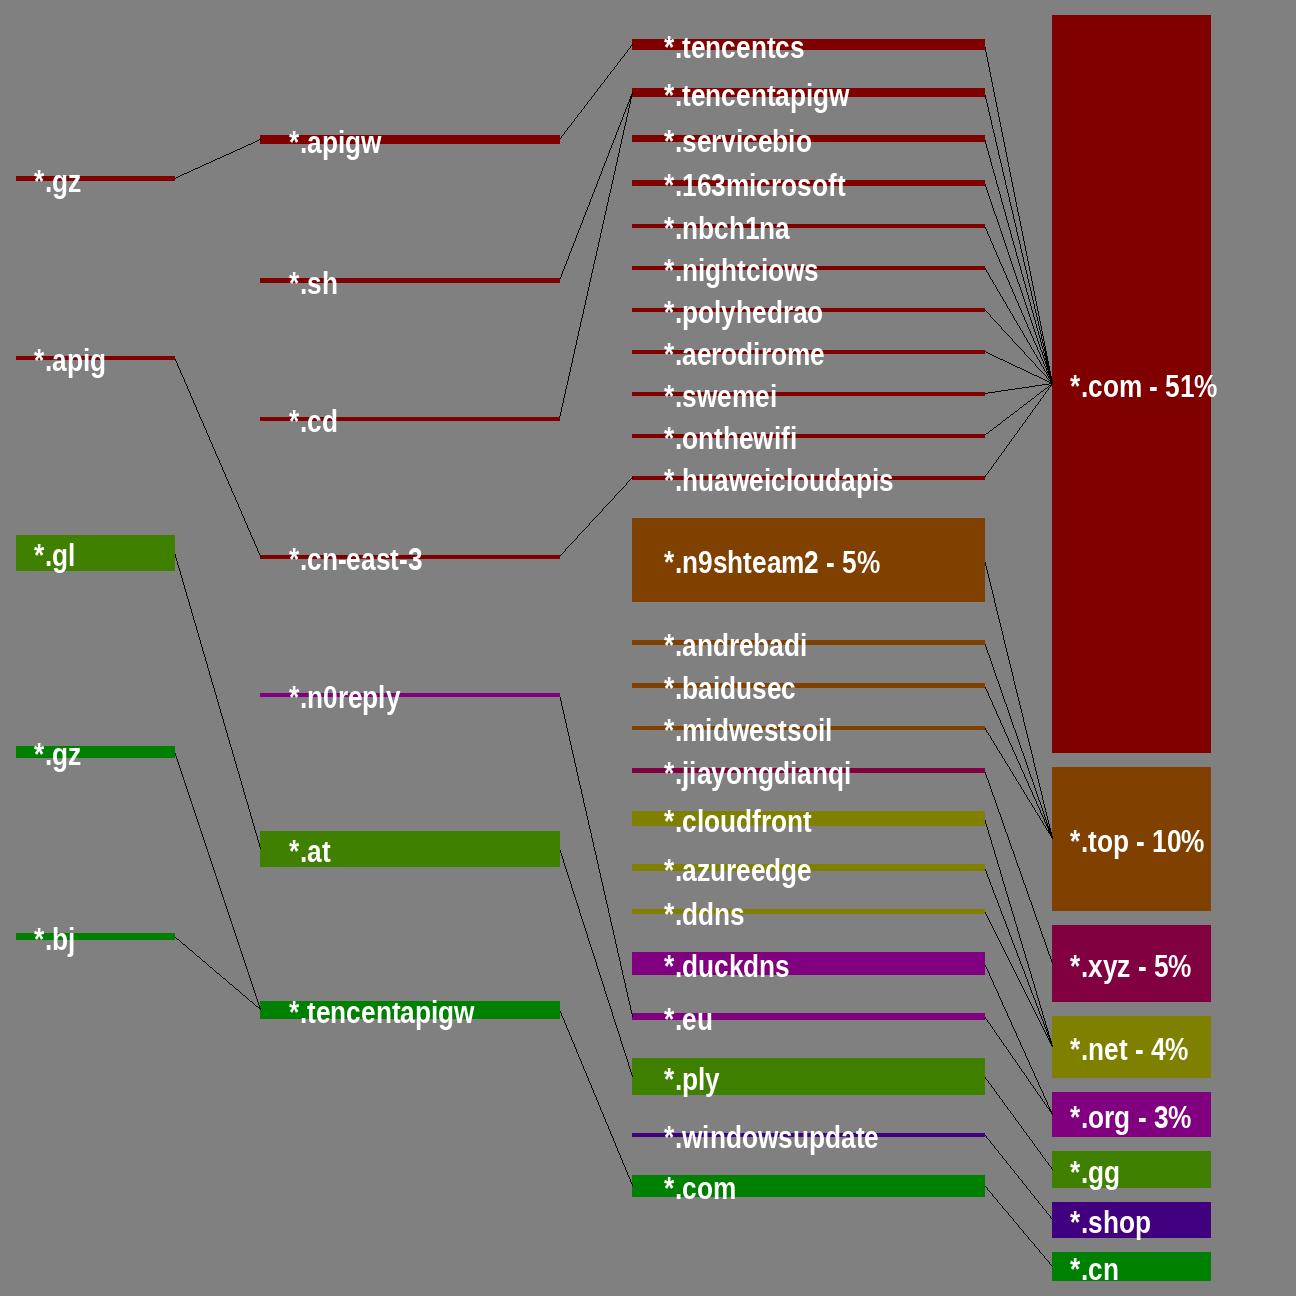 *.gz
*.apig
*.gl
*.gz
*.bj
*.apigw
*.sh
*.cd
*.cn-east-3
*.n0reply
*.at
*.tencentapigw
*.tencentcs
*.tencentapigw
*.servicebio
*.163microsoft
*.nbch1na
*.nightciows
*.polyhedrao
*.aerodirome
*.swemei
*.onthewifi
*.huaweicloudapis
*.n9shteam2 - 5%
*.andrebadi
*.baidusec
*.midwestsoil
*.jiayongdianqi
*.cloudfront
*.azureedge
*.ddns
*.duckdns
*.eu
*.ply
*.windowsupdate
*.com
*.com - 51%
*.top - 10%
*.xyz - 5%
*.net - 4%
*.org - 3%
*.gg
*.shop
*.cn